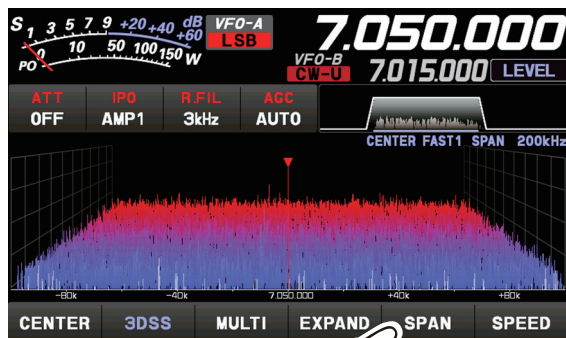 S 1 3 5 7 9 +20 +40 +60 dB
PO 0 10 50 100 150 W
VFO-A 7.050.000
LSB
VFO-B 7.015.000 LEVEL
CW-U
ATT IPO R.FIL AGC
OFF AMP1 3kHz AUTO
CENTER FAST1 SPAN 200kHz
-80k -40k 7.050.000 +40k +80k
CENTER 3DSS MULTI EXPAND SPAN SPEED